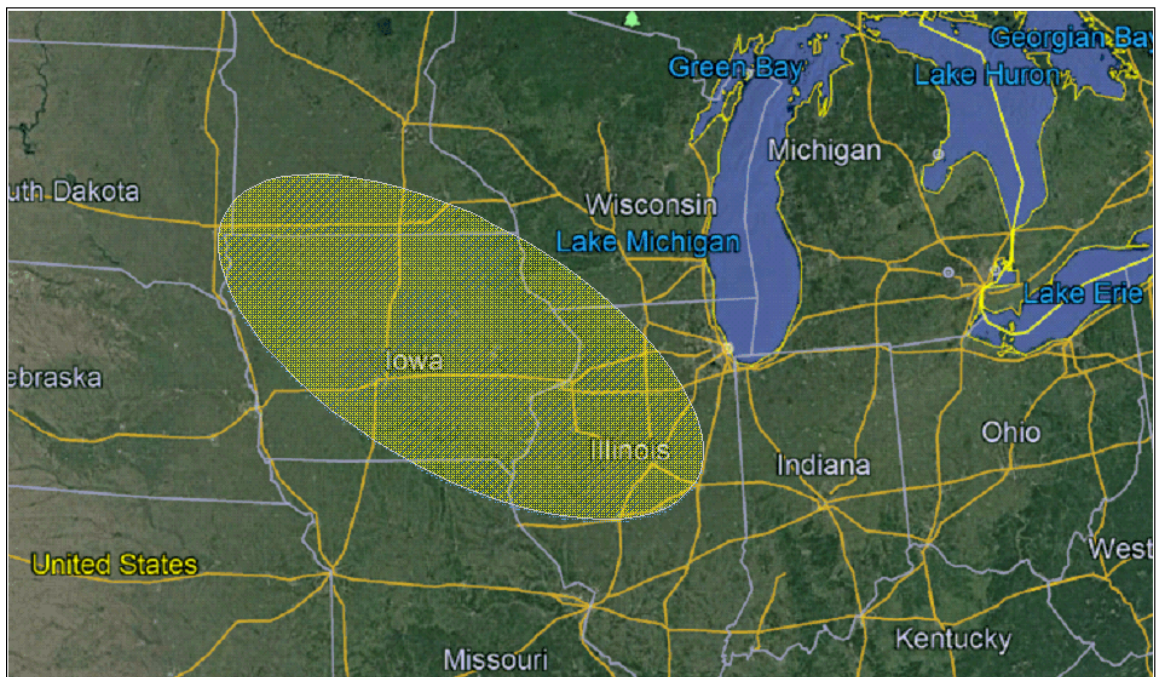 Georgian Bay
Green Bay
Lake Huron
Michigan
uth Dakota
Wisconsin
Lake Michigan
Lake Erie
Iowa
ebraska
Illinois
Ohio
Indiana
West
United States
Kentucky
Missouri